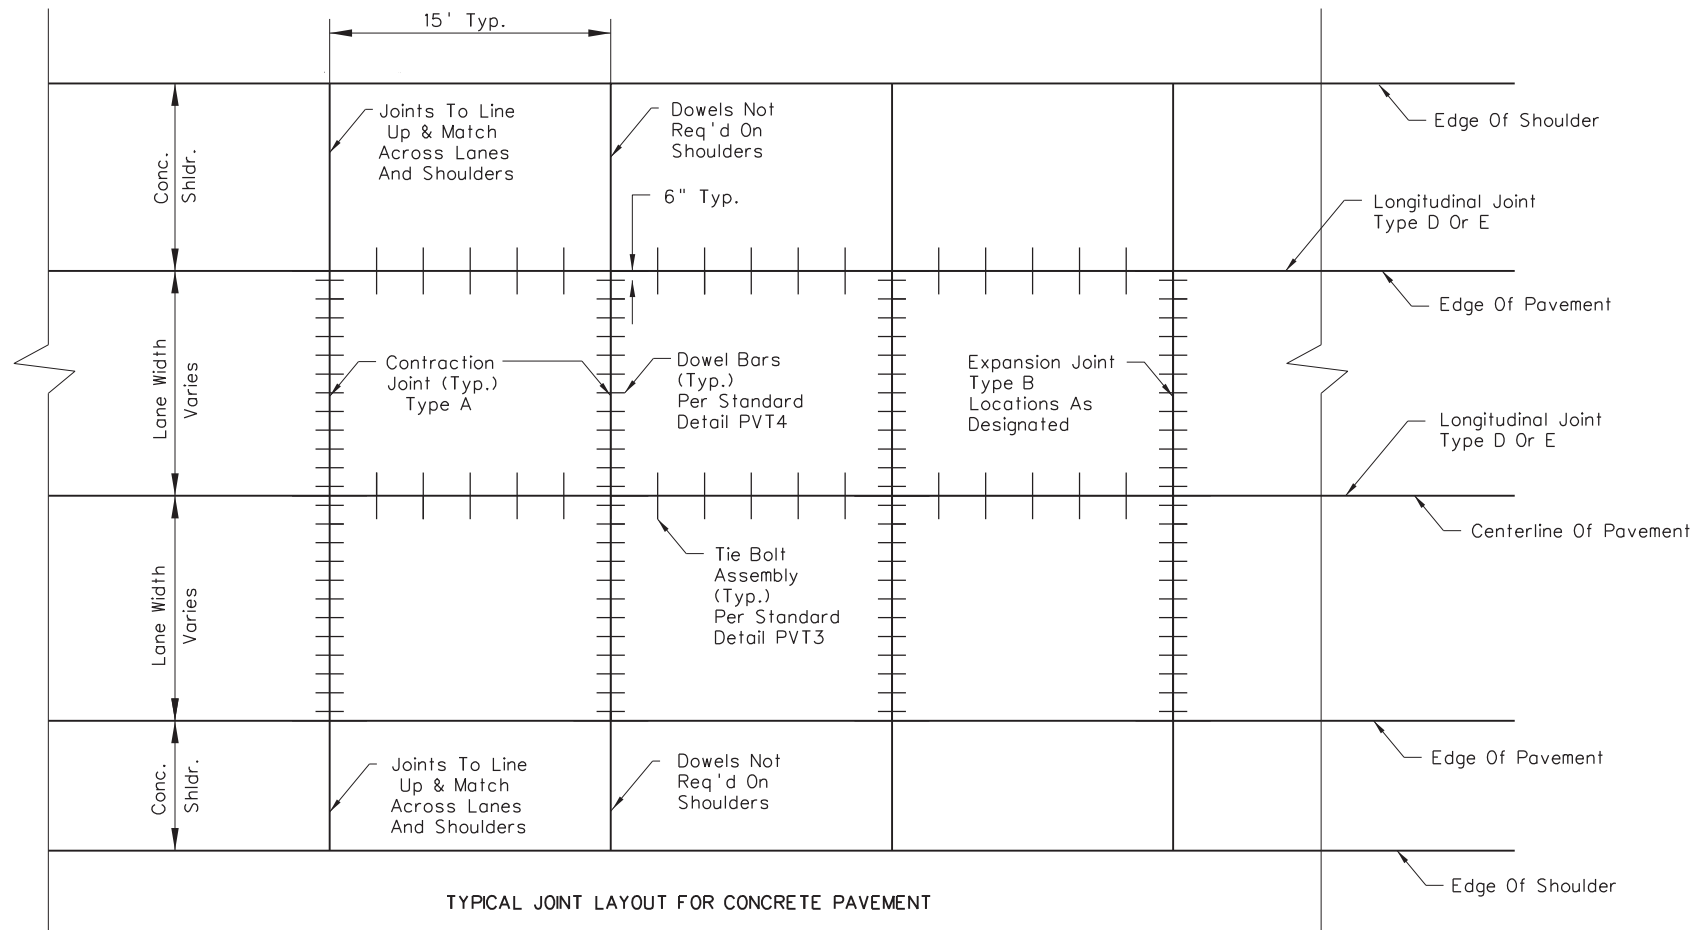 15' Typ.
Joints To Line
Up & Match
Across Lanes
And Shoulders
Dowels Not
Req'd On
Shoulders
Edge Of Shoulder
Conc.
Shldr.
6" Typ.
Longitudinal Joint
Type D Or E
Edge Of Pavement
Lane Width
Varies
Contraction
Joint (Typ.)
Type A
Dowel Bars
(Typ.)
Per Standard
Detail PVT4
Expansion Joint
Type B
Locations As
Designated
Longitudinal Joint
Type D Or E
Centerline Of Pavement
Lane Width
Varies
Tie Bolt
Assembly
(Typ.)
Per Standard
Detail PVT3
Edge Of Pavement
Conc.
Shldr.
Joints To Line
Up & Match
Across Lanes
And Shoulders
Dowels Not
Req'd On
Shoulders
Edge Of Shoulder
TYPICAL JOINT LAYOUT FOR CONCRETE PAVEMENT